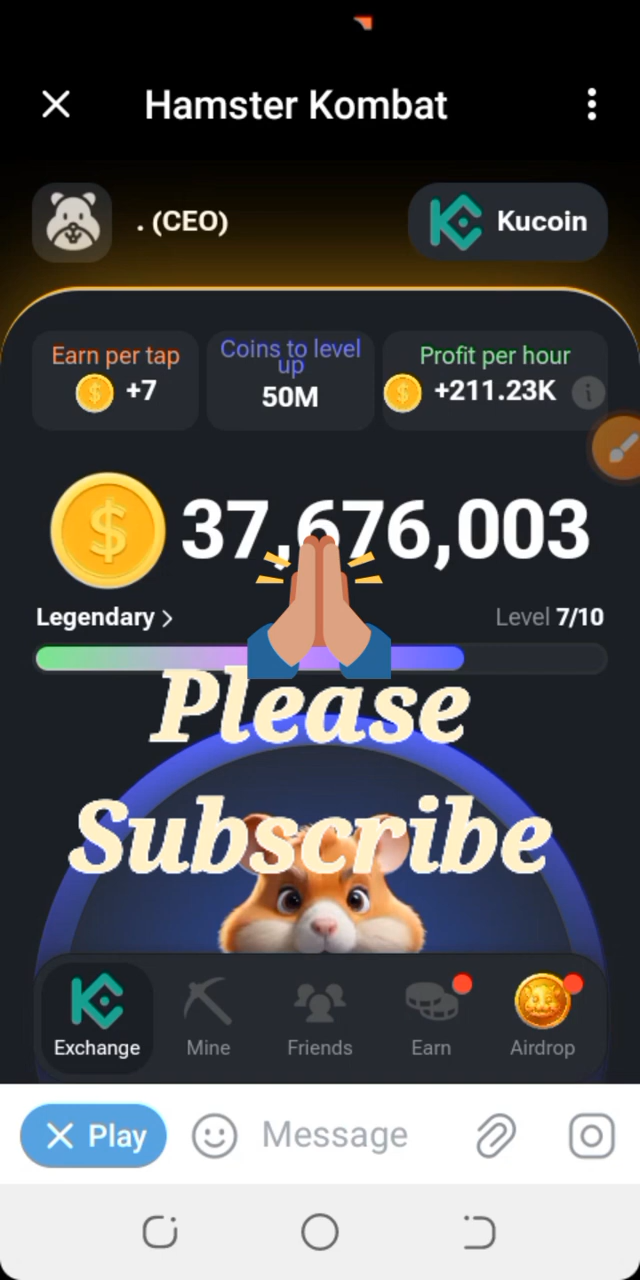 Hamster Kombat
. (CEO)
Kucoin
Earn per tap
+7
Coins to level
up
50M
Profit per hour
+211.23K
37,676,003
Legendary >
Level 7/10
Please
Subscribe
Exchange
Mine
Friends
Earn
Airdrop
Play
Message